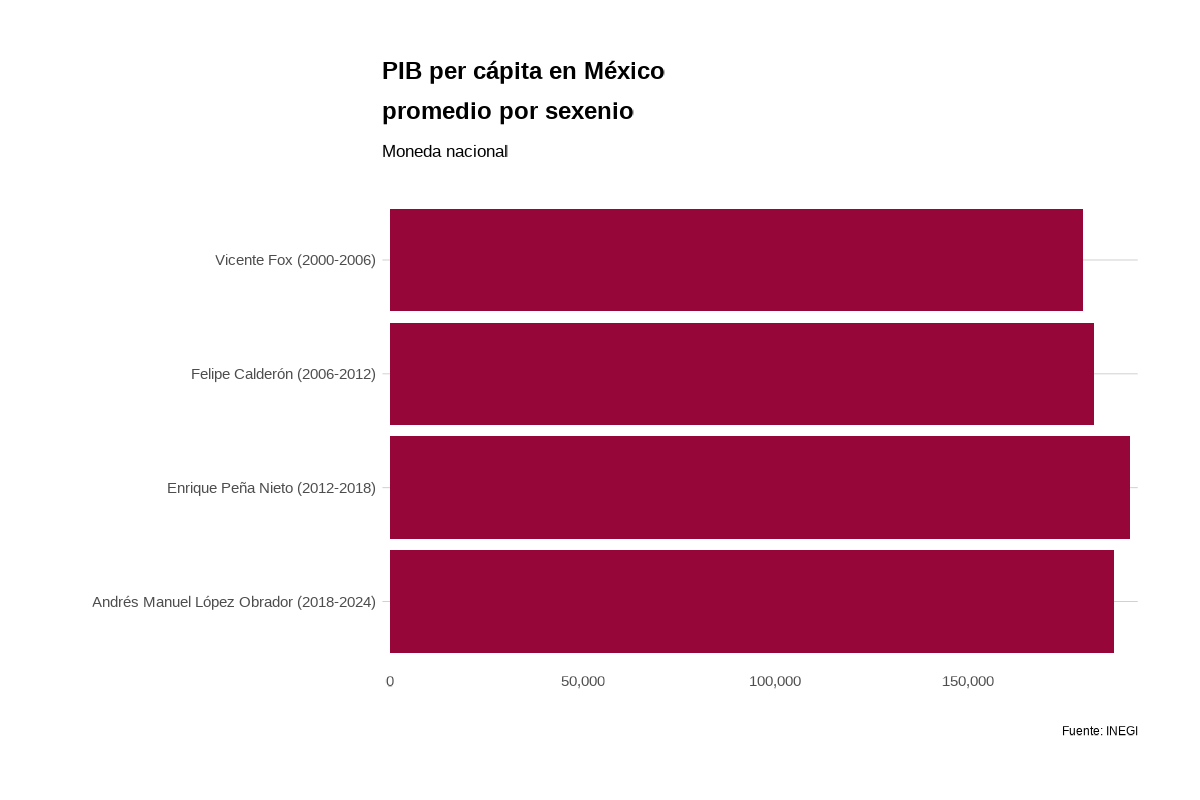 PIB per cápita en México
promedio por sexenio
Moneda nacional
Vicente Fox (2000-2006)
Felipe Calderón (2006-2012)
Enrique Peña Nieto (2012-2018)
Andrés Manuel López Obrador (2018-2024)
0 50,000 100,000 150,000
Fuente: INEGI